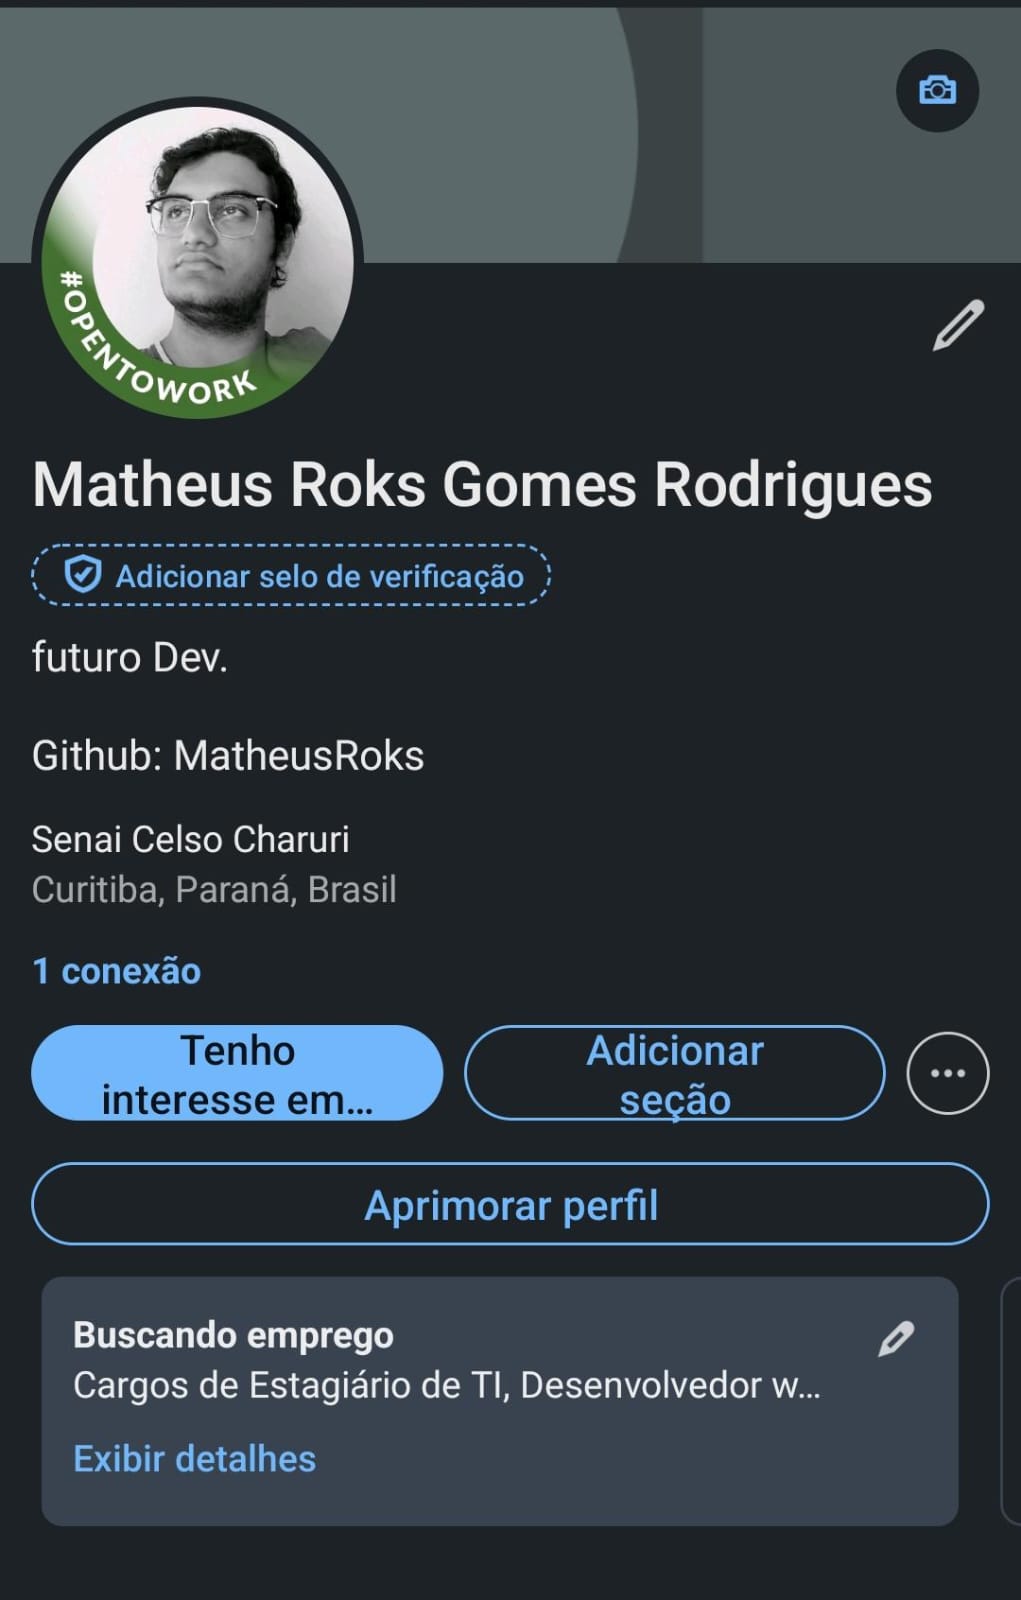 #OPENTOWORK
Matheus Roks Gomes Rodrigues
Adicionar selo de verificação
futuro Dev.
Github: MatheusRoks
Senai Celso Charuri
Curitiba, Paraná, Brasil
1 conexão
Tenho
interesse em...
Adicionar
seção
Aprimorar perfil
Buscando emprego
Cargos de Estagiário de TI, Desenvolvedor w...
Exibir detalhes